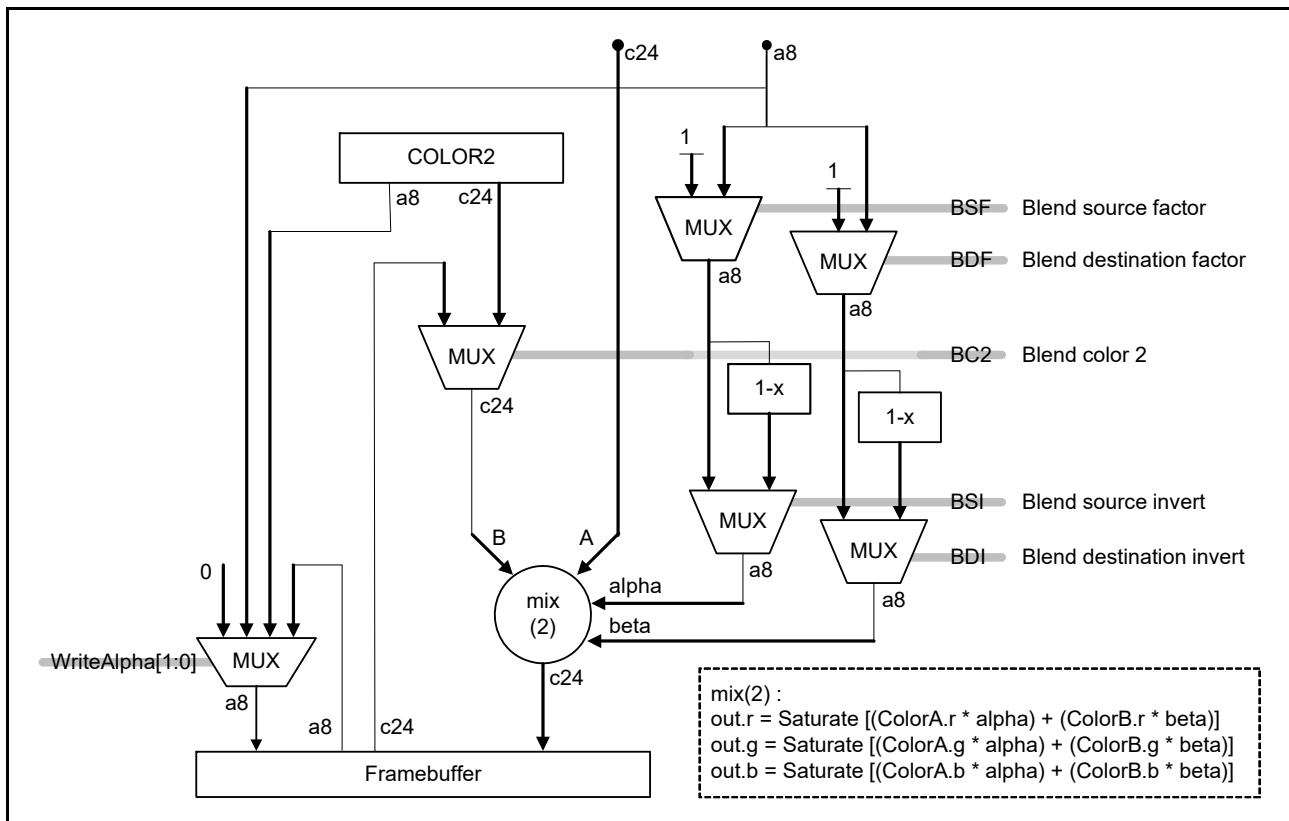 c24
a8
1
COLOR2
1
a8
c24
BSF Blend source factor
MUX
MUX
BDF Blend destination factor
a8
a8
MUX
BC2 Blend color 2
1-x
c24
1-x
BSI Blend source invert
MUX
B
A
MUX
BDI Blend destination invert
a8
0
alpha
mix
(2)
a8
beta
WriteAlpha[1:0]
MUX
c24
a8
a8
c24
Framebuffer
mix(2) :
out.r = Saturate [(ColorA.r * alpha) + (ColorB.r * beta)]
out.g = Saturate [(ColorA.g * alpha) + (ColorB.g * beta)]
out.b = Saturate [(ColorA.b * alpha) + (ColorB.b * beta)]